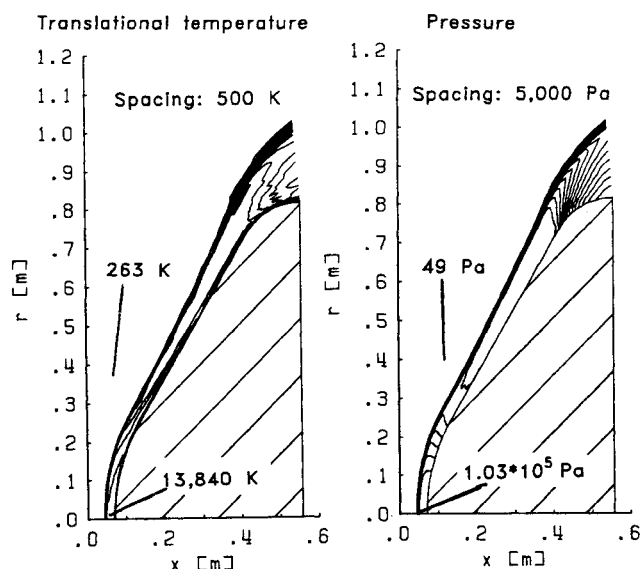 Translational temperature
1.2
1.1
1.0
.9
.8
.7
.6
.5
.4
.3
.2
.1
.0
r [m]
Spacing: 500 K
263 K
13,840 K
.0
.2
.4
.6
x [m]
Pressure
1.2
1.1
1.0
.9
.8
.7
.6
.5
.4
.3
.2
.1
.0
r [m]
Spacing: 5,000 Pa
49 Pa
1.03*10⁵ Pa
.0
.2
.4
.6
x [m]